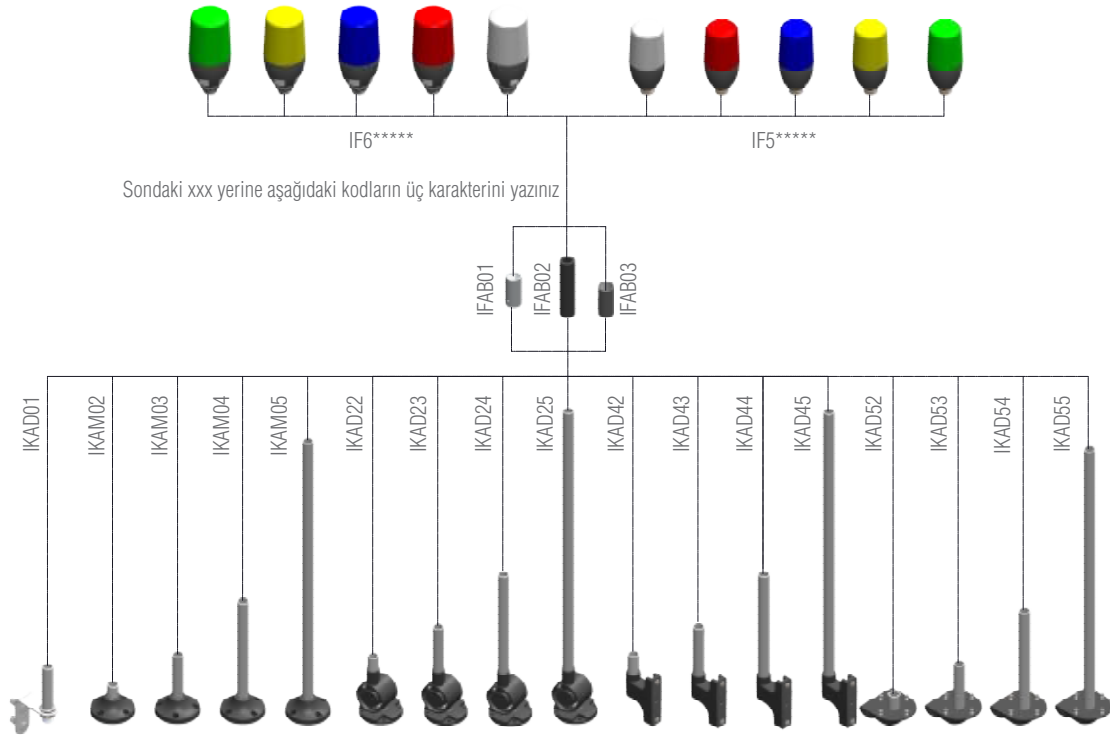 IF6*****
IF5*****
Sondaki xxx yerine aşağıdaki kodların üç karakterini yazınız
IFAB01
IFAB02
IFAB03
IKAD01
IKAM02
IKAM03
IKAM04
IKAM05
IKAD22
IKAD23
IKAD24
IKAD25
IKAD42
IKAD43
IKAD44
IKAD45
IKAD52
IKAD53
IKAD54
IKAD55